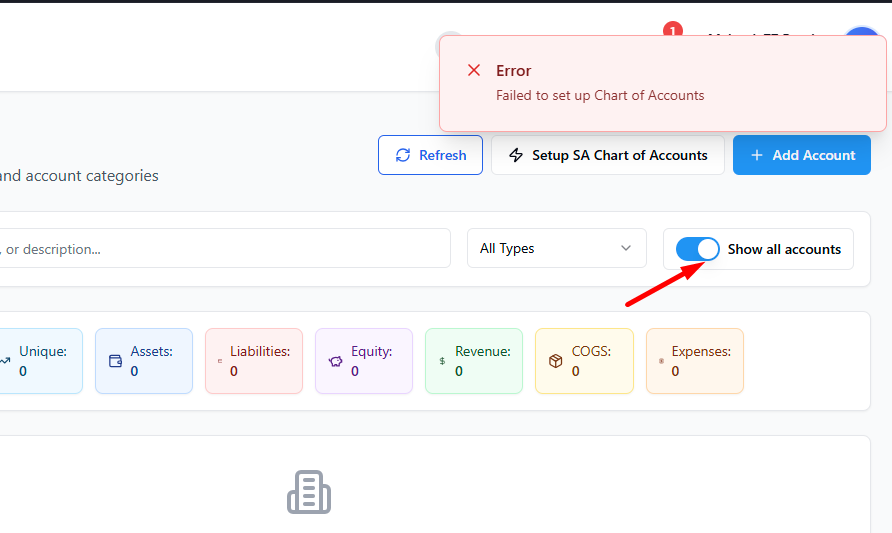 1
Error
Failed to set up Chart of Accounts
Refresh
Setup SA Chart of Accounts
Add Account
and account categories
, or description...
All Types
Show all accounts
Unique:
0
Assets:
0
Liabilities:
0
Equity:
0
Revenue:
0
COGS:
0
Expenses:
0